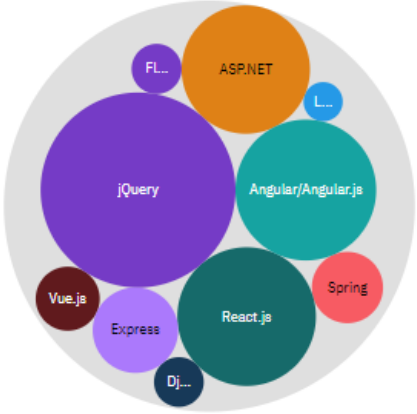 FL...
ASP.NET
L...
jQuery
Angular/Angular.js
Vue.js
Express
React.js
Spring
Dj...